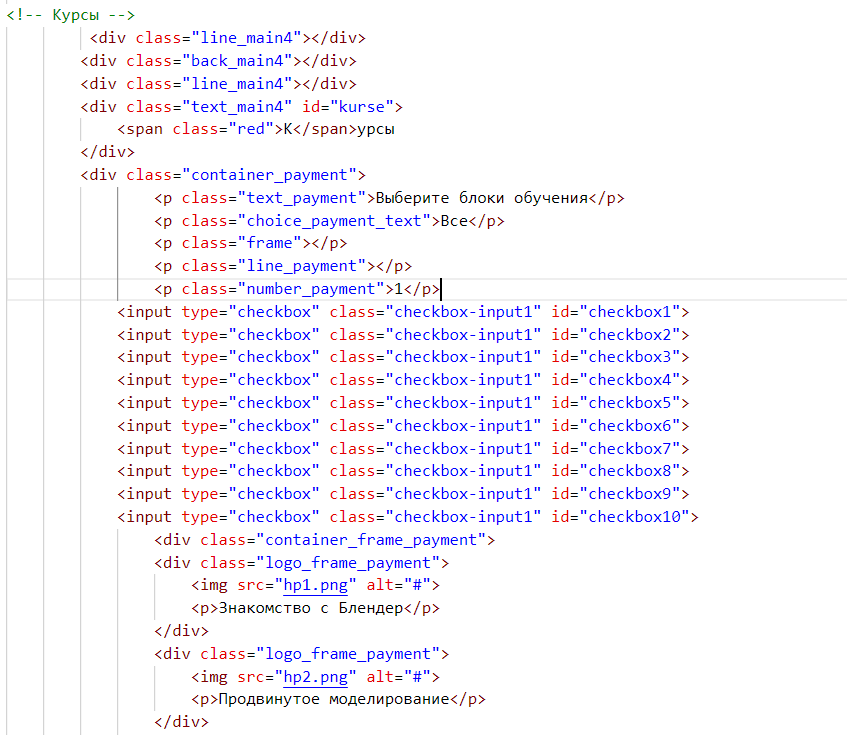 <!-- Курсы -->
<div class="line_main4"></div>
<div class="back_main4"></div>
<div class="line_main4"></div>
<div class="text_main4" id="kurse">
<span class="red">К</span>урсы
</div>
<div class="container_payment">
<p class="text_payment">Выберите блоки обучения</p>
<p class="choice_payment_text">Все</p>
<p class="frame"></p>
<p class="line_payment"></p>
<p class="number_payment">1</p>
<input type="checkbox" class="checkbox-input1" id="checkbox1">
<input type="checkbox" class="checkbox-input1" id="checkbox2">
<input type="checkbox" class="checkbox-input1" id="checkbox3">
<input type="checkbox" class="checkbox-input1" id="checkbox4">
<input type="checkbox" class="checkbox-input1" id="checkbox5">
<input type="checkbox" class="checkbox-input1" id="checkbox6">
<input type="checkbox" class="checkbox-input1" id="checkbox7">
<input type="checkbox" class="checkbox-input1" id="checkbox8">
<input type="checkbox" class="checkbox-input1" id="checkbox9">
<input type="checkbox" class="checkbox-input1" id="checkbox10">
<div class="container_frame_payment">
<div class="logo_frame_payment">
<img src="hp1.png" alt="#">
<p>Знакомство с Блендер</p>
</div>
<div class="logo_frame_payment">
<img src="hp2.png" alt="#">
<p>Продвинутое моделирование</p>
</div>